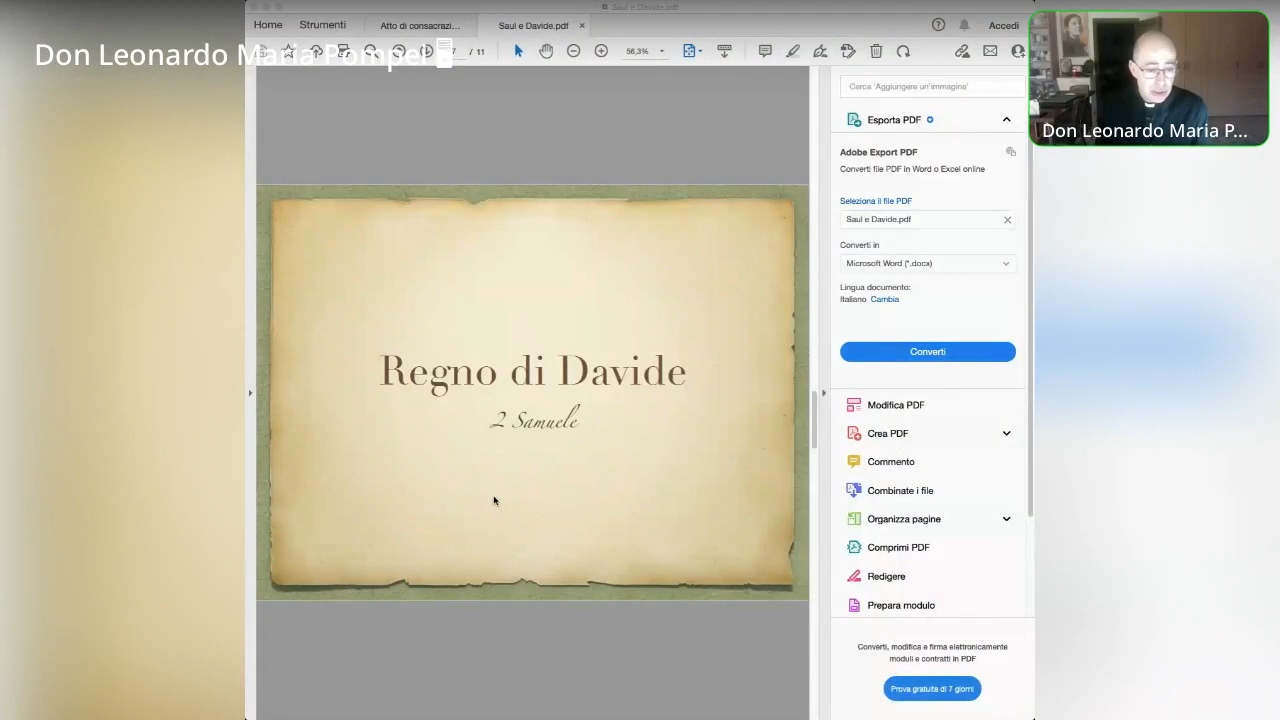 Saul e Davide.pdf
Home
Strumenti
Atto di consacrazi...
Saul e Davide.pdf
Accedi
Don Leonardo Maria Pompei
/ 11
56,3%
Don Leonardo Maria P...
Regno di Davide
2 Samuele
Cerca 'Aggiungere un'immagine'
Esporta PDF
Adobe Export PDF
Converti file PDF in Word o Excel online
Seleziona il file PDF
Saul e Davide.pdf
Converti in
Microsoft Word (*.docx)
Lingua documento:
Italiano Cambia
Converti
Modifica PDF
Crea PDF
Commento
Combinate i file
Organizza pagine
Comprimi PDF
Redigere
Prepara modulo
Converti, modifica e firma elettronicamente
moduli e contratti in PDF
Prova gratuita di 7 giorni